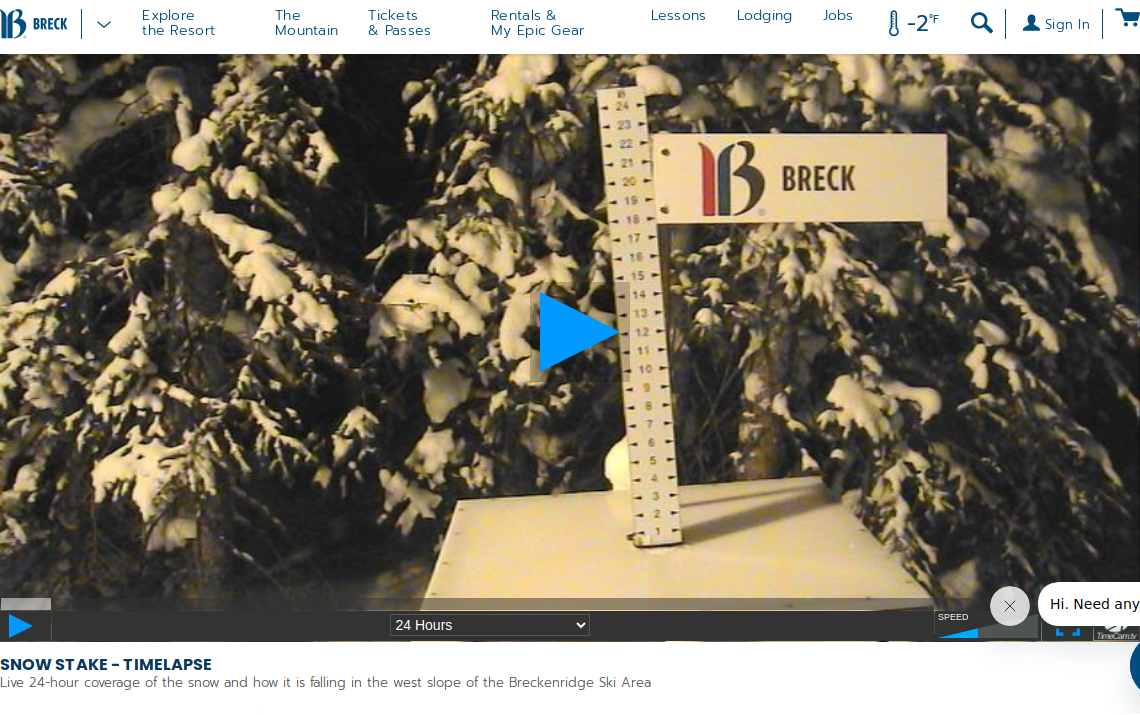 BRECK
Explore
the Resort
The
Mountain
Tickets
& Passes
Rentals &
My Epic Gear
Lessons
Lodging
Jobs
-2°F
Sign In
24
23
22
21
20
19
18
17
16
15
14
13
12
11
10
9
8
7
6
5
4
3
2
1
B BRECK
24 Hours
SPEED
Hi. Need any
TimeCam.tv
SNOW STAKE - TIMELAPSE
Live 24-hour coverage of the snow and how it is falling in the west slope of the Breckenridge Ski Area